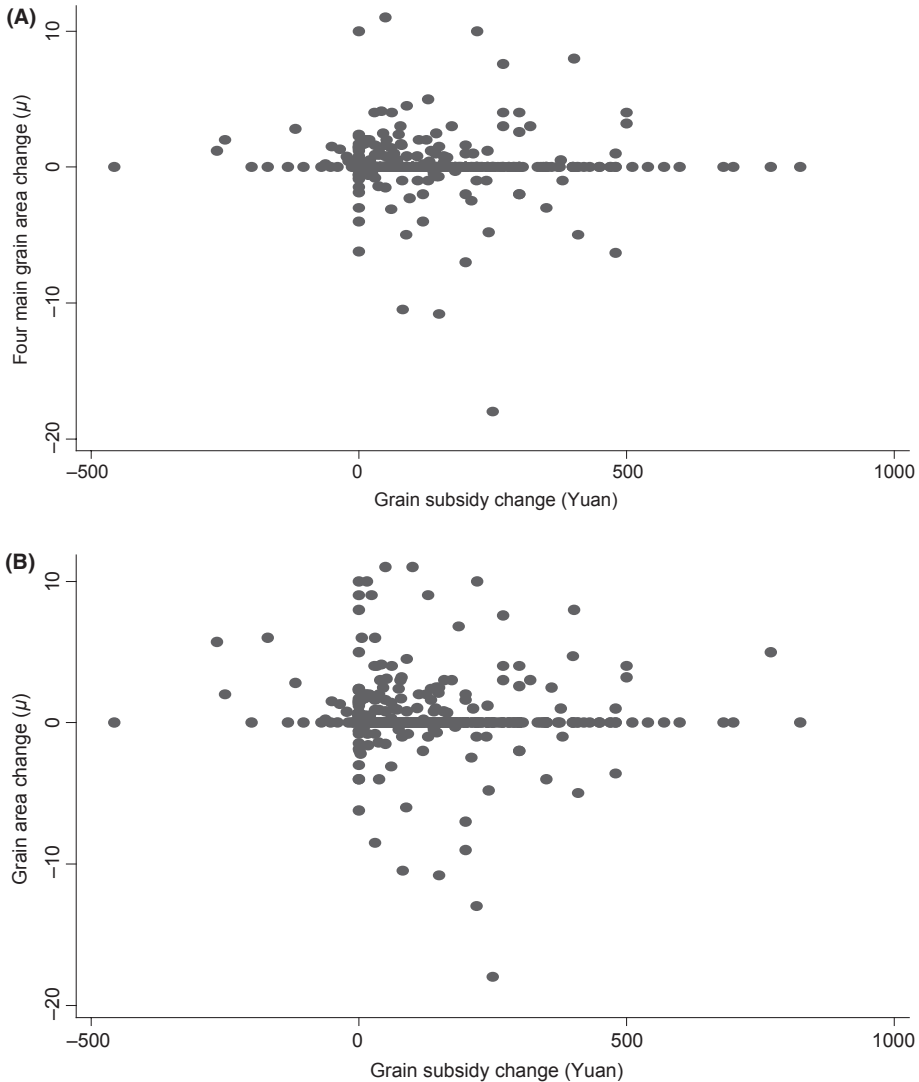 (A)
Four main grain area change (μ)
10
0
–10
–20
–500
0
500
1000
Grain subsidy change (Yuan)
(B)
Grain area change (μ)
10
0
–10
–20
–500
0
500
1000
Grain subsidy change (Yuan)